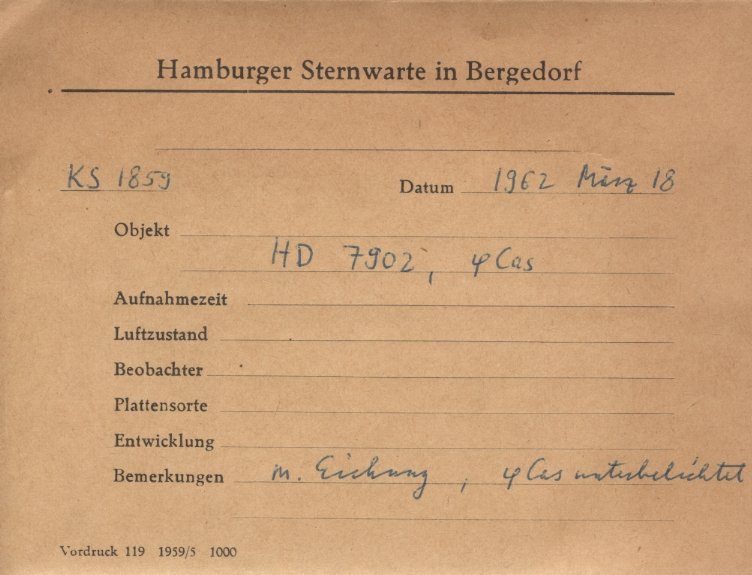 Hamburger Sternwarte in Bergedorf
KS 1859 Datum 1962 März 18
Objekt
HD 7902, φ Cas
Aufnahmezeit
Luftzustand
Beobachter
Plattensorte
Entwicklung
Bemerkungen m. Eichung, φ Cas unterbelichtet
Vordruck 119 1959/5 1000